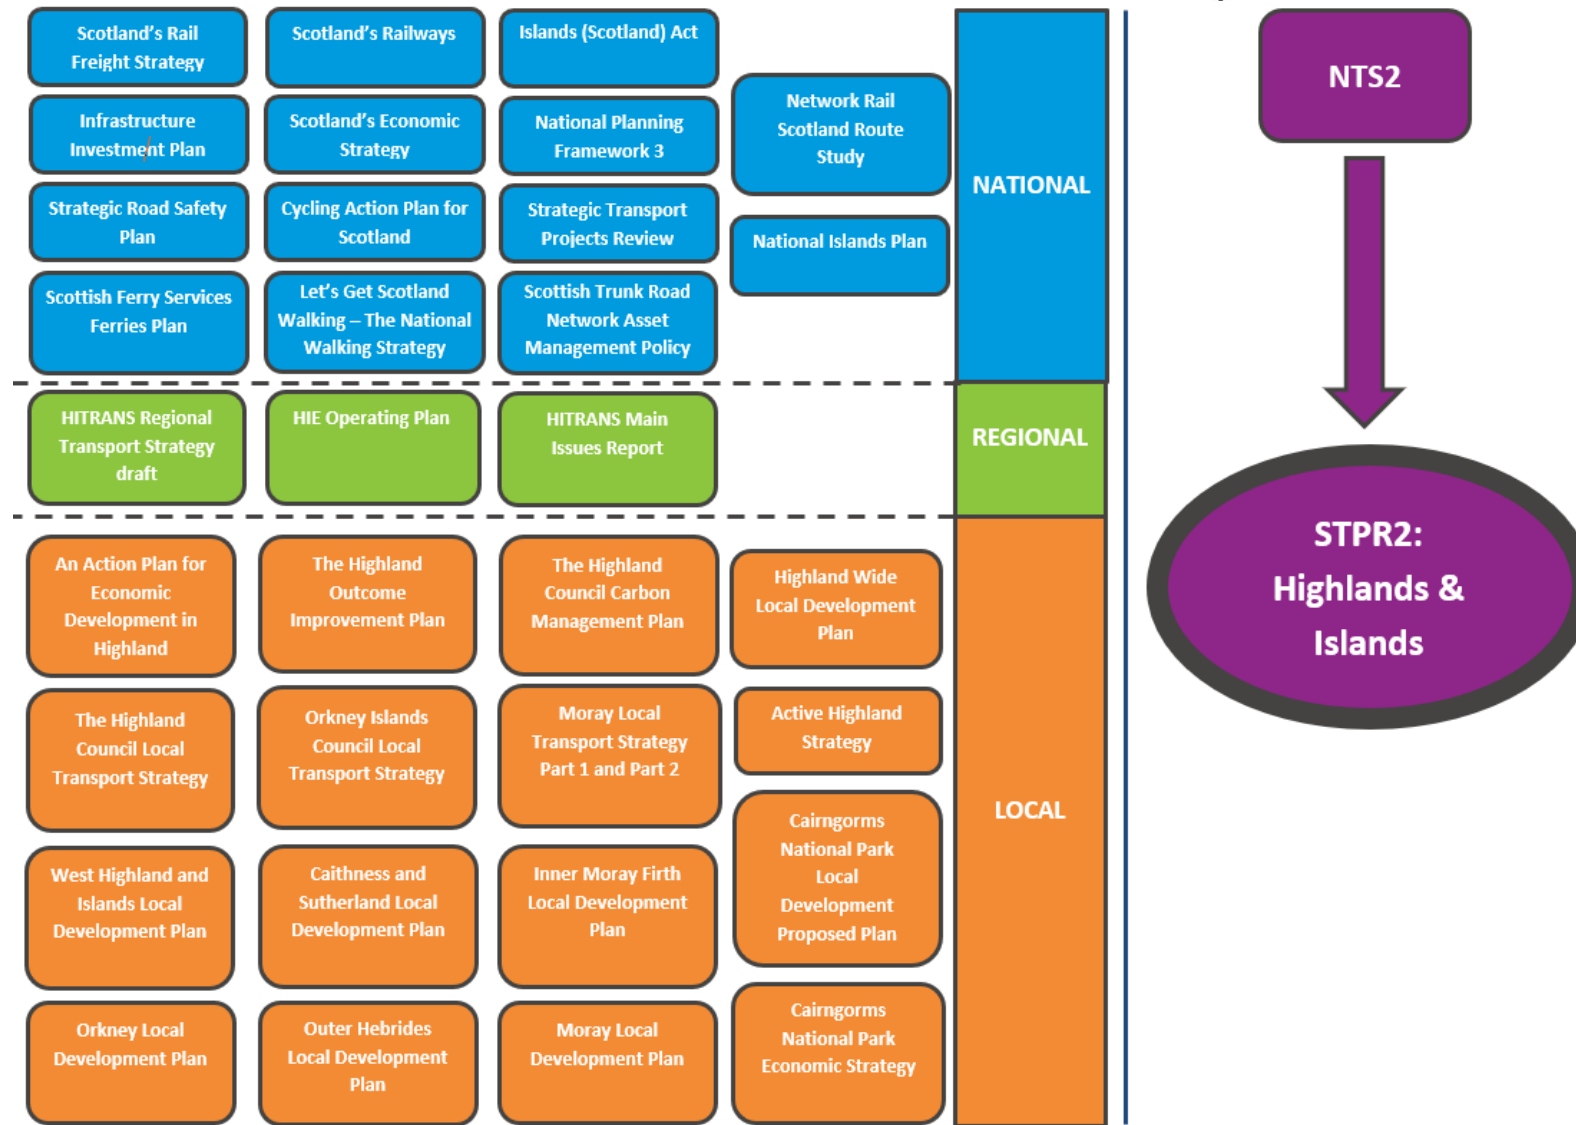 Scotland's Rail
Freight Strategy
Scotland's Railways
Islands (Scotland) Act
Network Rail
Scotland Route
Study
Infrastructure
Investment Plan
Scotland's Economic
Strategy
National Planning
Framework 3
Strategic Road Safety
Plan
Cycling Action Plan for
Scotland
Strategic Transport
Projects Review
National Islands Plan
Scottish Ferry Services
Ferries Plan
Let's Get Scotland
Walking – The National
Walking Strategy
Scottish Trunk Road
Network Asset
Management Policy
NATIONAL
HITRANS Regional
Transport Strategy
draft
HIE Operating Plan
HITRANS Main
Issues Report
REGIONAL
An Action Plan for
Economic
Development in
Highland
The Highland
Outcome
Improvement Plan
The Highland
Council Carbon
Management Plan
Highland Wide
Local Development
Plan
The Highland
Council Local
Transport Strategy
Orkney Islands
Council Local
Transport Strategy
Moray Local
Transport Strategy
Part 1 and Part 2
Active Highland
Strategy
West Highland and
Islands Local
Development Plan
Caithness and
Sutherland Local
Development Plan
Inner Moray Firth
Local Development
Plan
Cairngorms
National Park
Local
Development
Proposed Plan
Orkney Local
Development Plan
Outer Hebrides
Local Development
Plan
Moray Local
Development Plan
Cairngorms
National Park
Economic Strategy
LOCAL
NTS2
STPR2:
Highlands &
Islands